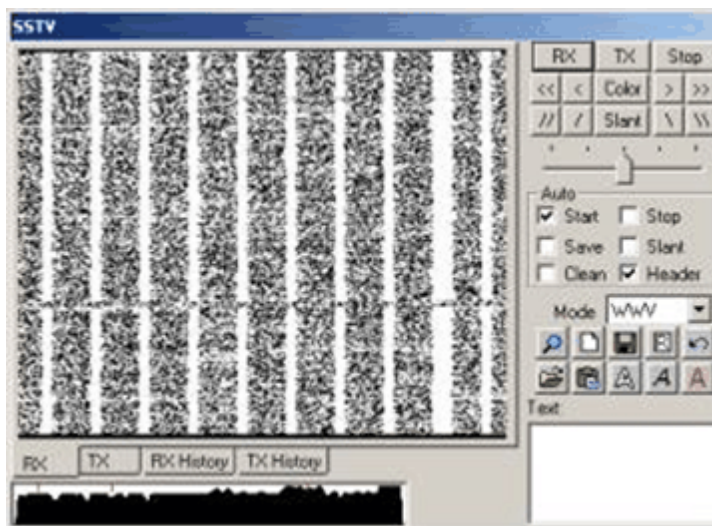 SSTV
RX TX Stop
<< < Color > >>
// / Slant \ \\
Auto
Start Stop
Save Slant
Clean Header
Mode WWV
A A A
Text:
RX TX RX History TX History